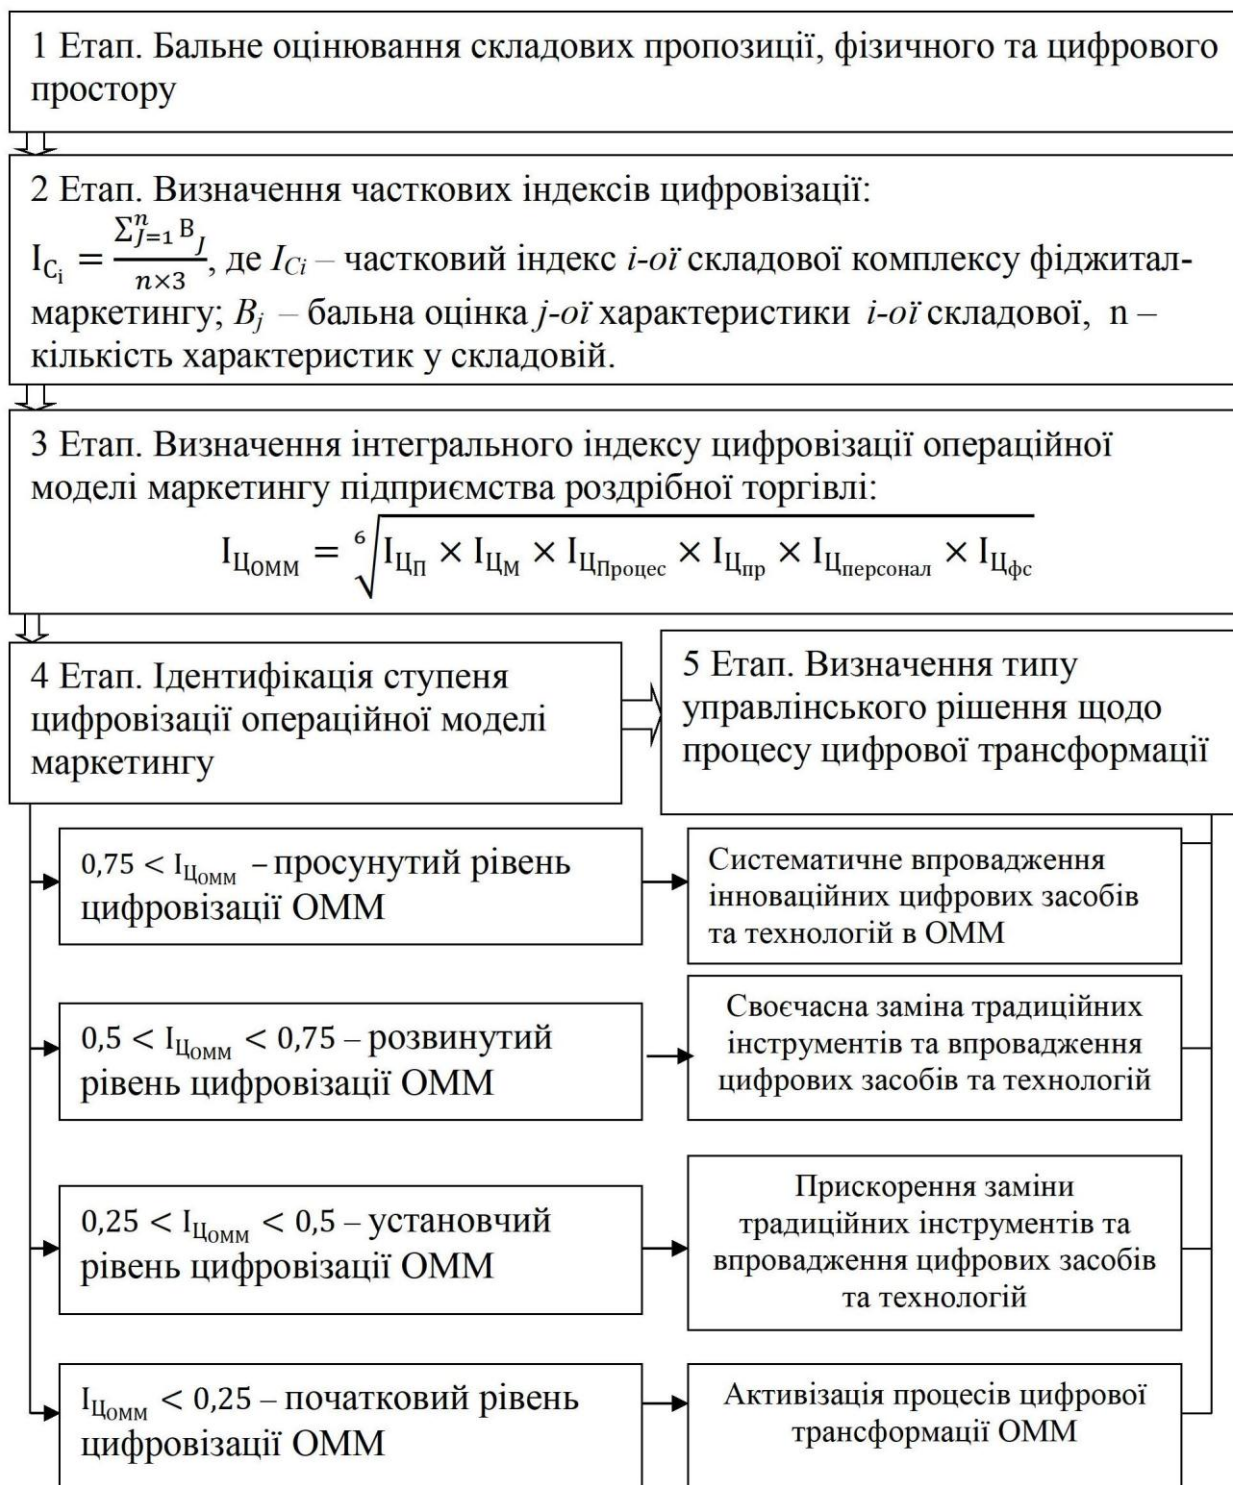 1 Етап. Бальне оцінювання складових пропозиції, фізичного та цифрового
простору
2 Етап. Визначення часткових індексів цифровізації:
I_{C_i} = \frac{\sum_{J=1}^{n} B_J}{n×3}, де I_{Ci} – частковий індекс i-ої складової комплексу фіджитал-
маркетингу; B_j – бальна оцінка j-ої характеристики i-ої складової, n –
кількість характеристик у складовій.
3 Етап. Визначення інтегрального індексу цифровізації операційної
моделі маркетингу підприємства роздрібної торгівлі:
I_{Ц_{ОММ}} = \sqrt[6]{I_{Ц_П} × I_{Ц_М} × I_{Ц_{Процес}} × I_{Ц_{пр}} × I_{Ц_{персонал}} × I_{Ц_{фс}}}
4 Етап. Ідентифікація ступеня
цифровізації операційної моделі
маркетингу
5 Етап. Визначення типу
управлінського рішення щодо
процесу цифрової трансформації
0,75 < I_{Ц_{ОММ}} – просунутий рівень
цифровізації ОММ
Систематичне впровадження
інноваційних цифрових засобів
та технологій в ОММ
0,5 < I_{Ц_{ОММ}} < 0,75 – розвинутий
рівень цифровізації ОММ
Своєчасна заміна традиційних
інструментів та впровадження
цифрових засобів та технологій
0,25 < I_{Ц_{ОММ}} < 0,5 – установчий
рівень цифровізації ОММ
Прискорення заміни
традиційних інструментів та
впровадження цифрових засобів
та технологій
I_{Ц_{ОММ}} < 0,25 – початковий рівень
цифровізації ОММ
Активізація процесів цифрової
трансформації ОММ